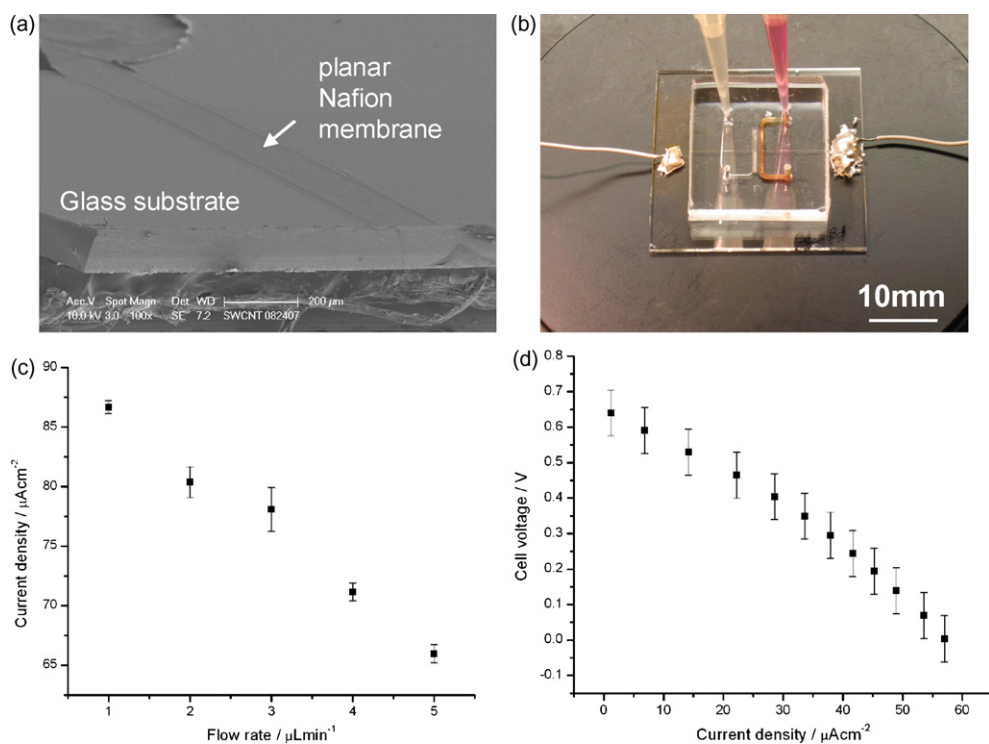 (a)
planar
Nafion
membrane
Glass substrate
Acc.V Spot Magn Det WD 200 µm
10.0 kV 3.0 100x SE 7.2 SWCNT 082407
(b)
10mm
(c)
90
85
80
75
70
65
Current density / µAcm⁻²
1 2 3 4 5
Flow rate / µLmin⁻¹
(d)
0.8
0.7
0.6
0.5
0.4
0.3
0.2
0.1
0.0
-0.1
Cell voltage / V
0 10 20 30 40 50 60
Current density / µAcm⁻²